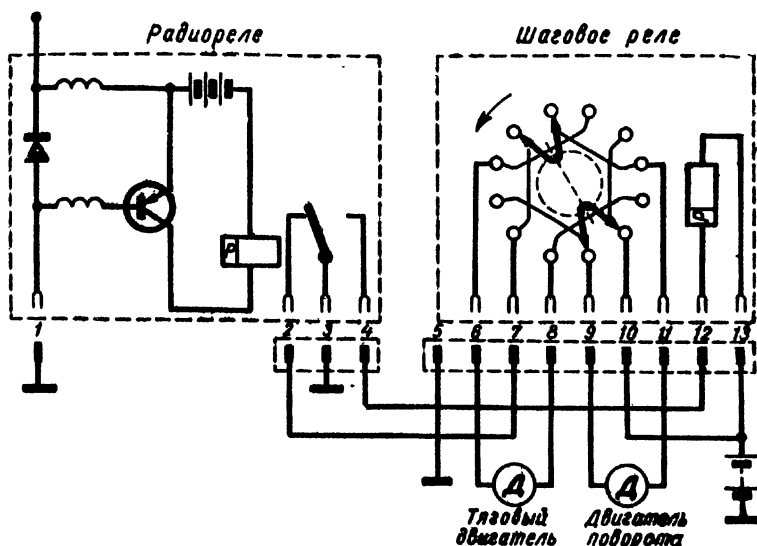 Радиореле
Шаговое реле
P
P
1
2 3 4
5 6 7 8 9 10 11 12 13
Д
Д
Тяговый
двигатель
Двигатель
поворота